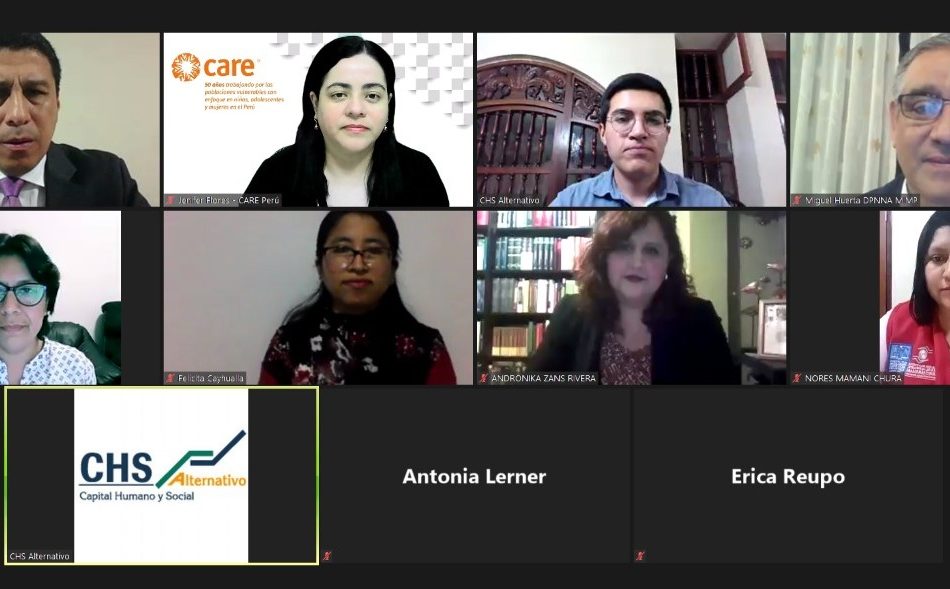 care
50 años trabajando por las
poblaciones vulnerables con
enfoque en niñas, adolescentes
y mujeres en el Perú
Jenifer Flores - CARE Perú
CHS Alternativo
Miguel Huerta DPNNA MIMP
Felicita Cayhualla
ANDRÓNIKA ZANS RIVERA
NORES MAMANI CHURA
CHS
Alternativo
Capital Humano y Social
CHS Alternativo
Antonia Lerner
Erica Reupo